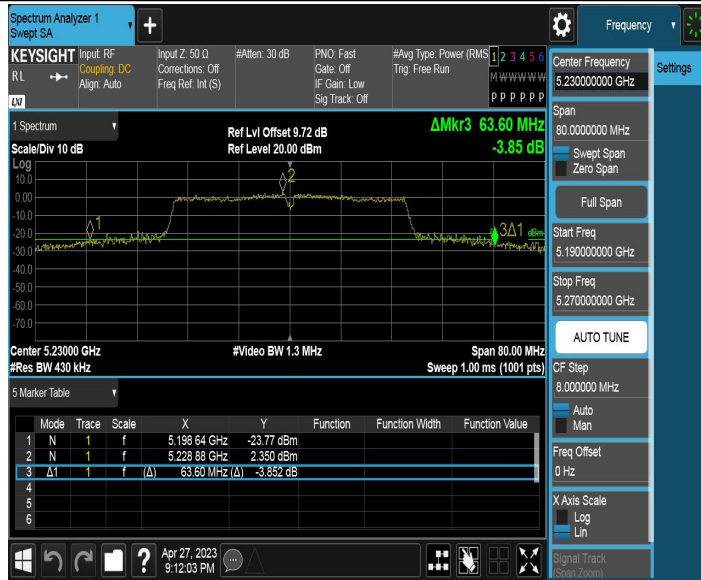 Spectrum Analyzer 1
Swept SA
+
Frequency
KEYSIGHT
RL
LXI
Input: RF
Coupling: DC
Align: Auto
Input Z: 50 Ω
Corrections: Off
Freq Ref: Int (S)
#Atten: 30 dB
PNO: Fast
Gate: Off
IF Gain: Low
Sig Track: Off
#Avg Type: Power (RMS
Trig: Free Run
1 2 3 4 5 6
M W W W W W
P P P P P P
1 Spectrum
Scale/Div 10 dB
Ref Lvl Offset 9.72 dB
Ref Level 20.00 dBm
ΔMkr3 63.60 MHz
-3.85 dB
Log
10.0
0.00
-10.0
-20.0
-30.0
-40.0
-50.0
-60.0
-70.0
1
2
3Δ1
dBm
Center 5.23000 GHz
#Video BW 1.3 MHz
Span 80.00 MHz
#Res BW 430 kHz
Sweep 1.00 ms (1001 pts)
5 Marker Table
Mode Trace Scale X Y Function Function Width Function Value
1 N 1 f 5.198 64 GHz -23.77 dBm
2 N 1 f 5.228 88 GHz 2.350 dBm
3 Δ1 1 f (Δ) 63.60 MHz (Δ) -3.852 dB
4
5
6
?
Apr 27, 2023
9:12:03 PM
Center Frequency
5.230000000 GHz
Settings
Span
80.0000000 MHz
Swept Span
Zero Span
Full Span
Start Freq
5.190000000 GHz
Stop Freq
5.270000000 GHz
AUTO TUNE
CF Step
8.000000 MHz
Auto
Man
Freq Offset
0 Hz
X Axis Scale
Log
Lin
Signal Track
(Span Zoom)